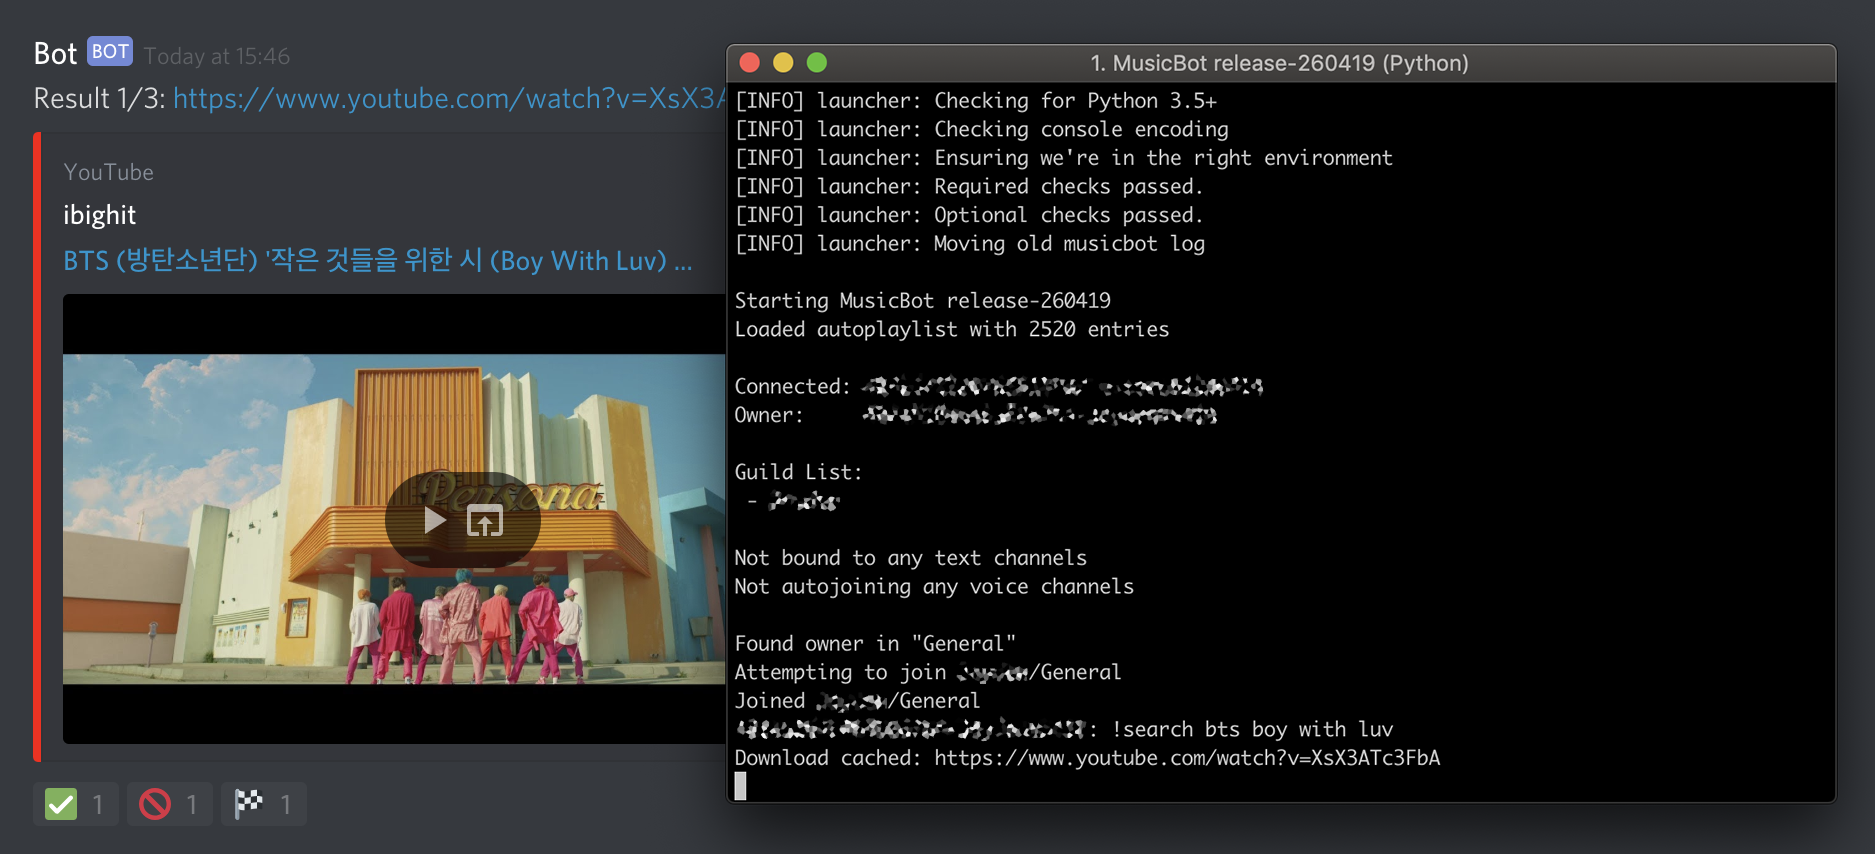 Bot BOT Today at 15:46
Result 1/3: https://www.youtube.com/watch?v=XsX3A
YouTube
ibighit
BTS (방탄소년단) '작은 것들을 위한 시 (Boy With Luv) ...
Persona
1 1 1
1. MusicBot release-260419 (Python)
[INFO] launcher: Checking for Python 3.5+
[INFO] launcher: Checking console encoding
[INFO] launcher: Ensuring we're in the right environment
[INFO] launcher: Required checks passed.
[INFO] launcher: Optional checks passed.
[INFO] launcher: Moving old musicbot log
Starting MusicBot release-260419
Loaded autoplaylist with 2520 entries
Connected:
Owner:
Guild List:
-
Not bound to any text channels
Not autojoining any voice channels
Found owner in "General"
Attempting to join /General
Joined /General
: !search bts boy with luv
Download cached: https://www.youtube.com/watch?v=XsX3ATc3FbA